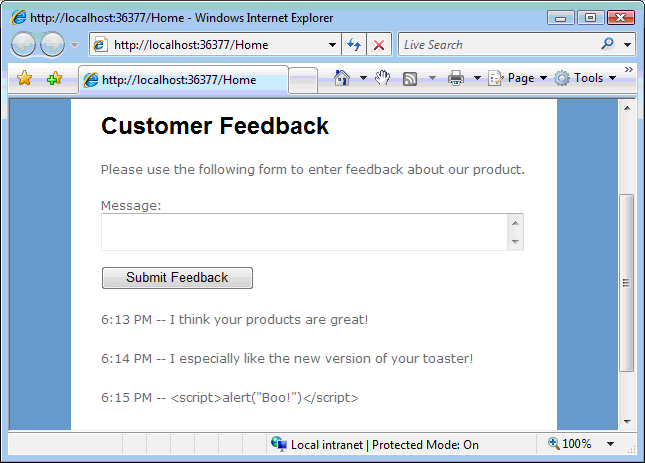 http://localhost:36377/Home - Windows Internet Explorer
http://localhost:36377/Home
Live Search
http://localhost:36377/Home
Page
Tools
Customer Feedback
Please use the following form to enter feedback about our product.
Message:
Submit Feedback
6:13 PM -- I think your products are great!
6:14 PM -- I especially like the new version of your toaster!
6:15 PM -- <script>alert("Boo!")</script>
Local intranet | Protected Mode: On
100%